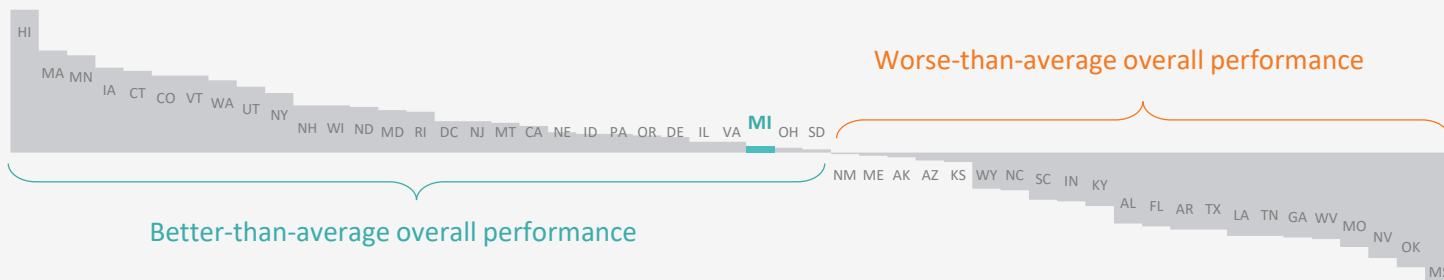 HI
MA MN
IA CT CO VT WA UT NY
NH WI ND MD RI DC NJ MT CA NE ID PA OR DE IL VA MI OH SD
Worse-than-average overall performance
NM ME AK AZ KS WY NC SC IN KY
AL FL AR TX LA TN GA WV MO NV OK
Better-than-average overall performance